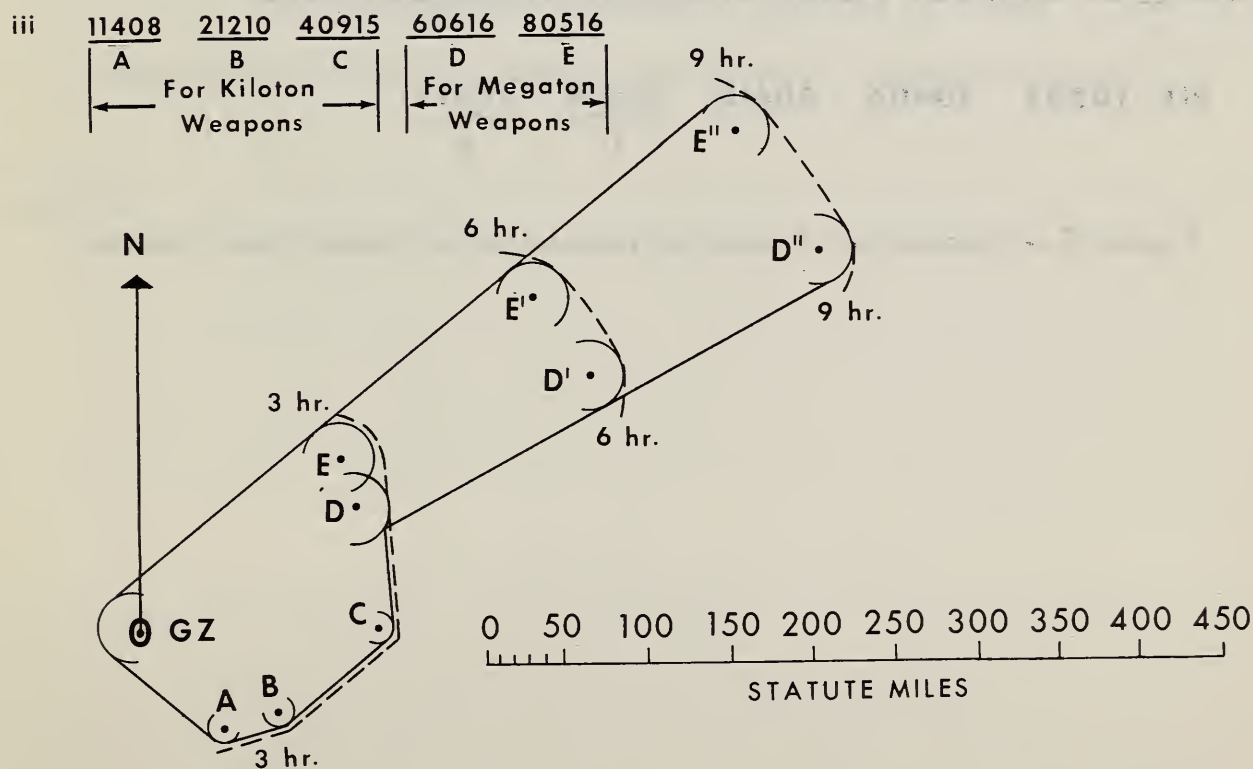 iii 11408 21210 40915 60616 80516
A B C D E
For Kiloton Weapons
For Megaton Weapons
9 hr.
E"
6 hr.
N
D"
E'
9 hr.
D'
3 hr.
6 hr.
E
D
C
GZ
0 50 100 150 200 250 300 350 400 450
STATUTE MILES
A B
3 hr.